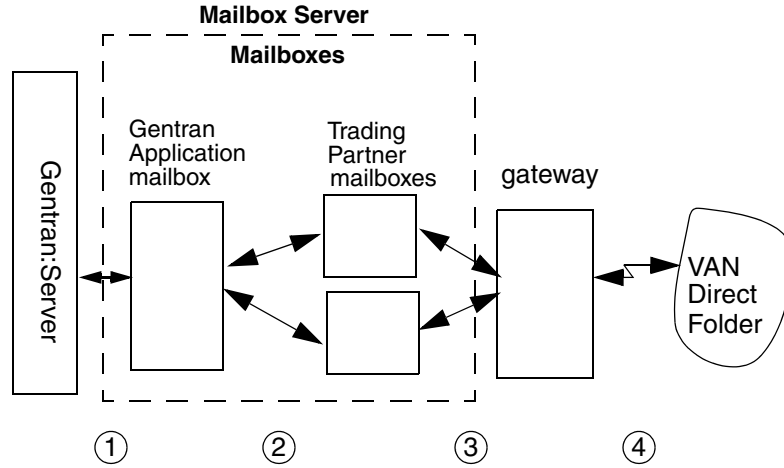 Mailbox Server
Mailboxes
Gentran:Server
Gentran
Application
mailbox
Trading
Partner
mailboxes
gateway
VAN
Direct
Folder
1
2
3
4